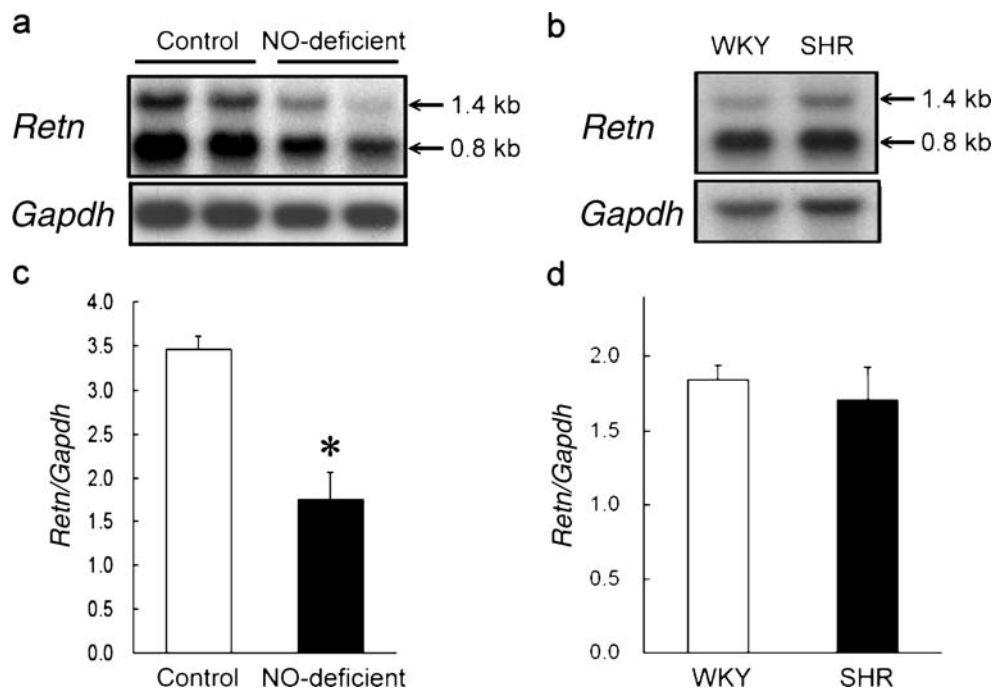 a
Control NO-deficient
Retn
1.4 kb
0.8 kb
Gapdh
b
WKY SHR
Retn
1.4 kb
0.8 kb
Gapdh
c
4.0
3.5
3.0
2.5
2.0
1.5
1.0
0.5
0.0
Retn/Gapdh
*
Control NO-deficient
d
2.0
1.5
1.0
0.5
0.0
Retn/Gapdh
WKY SHR